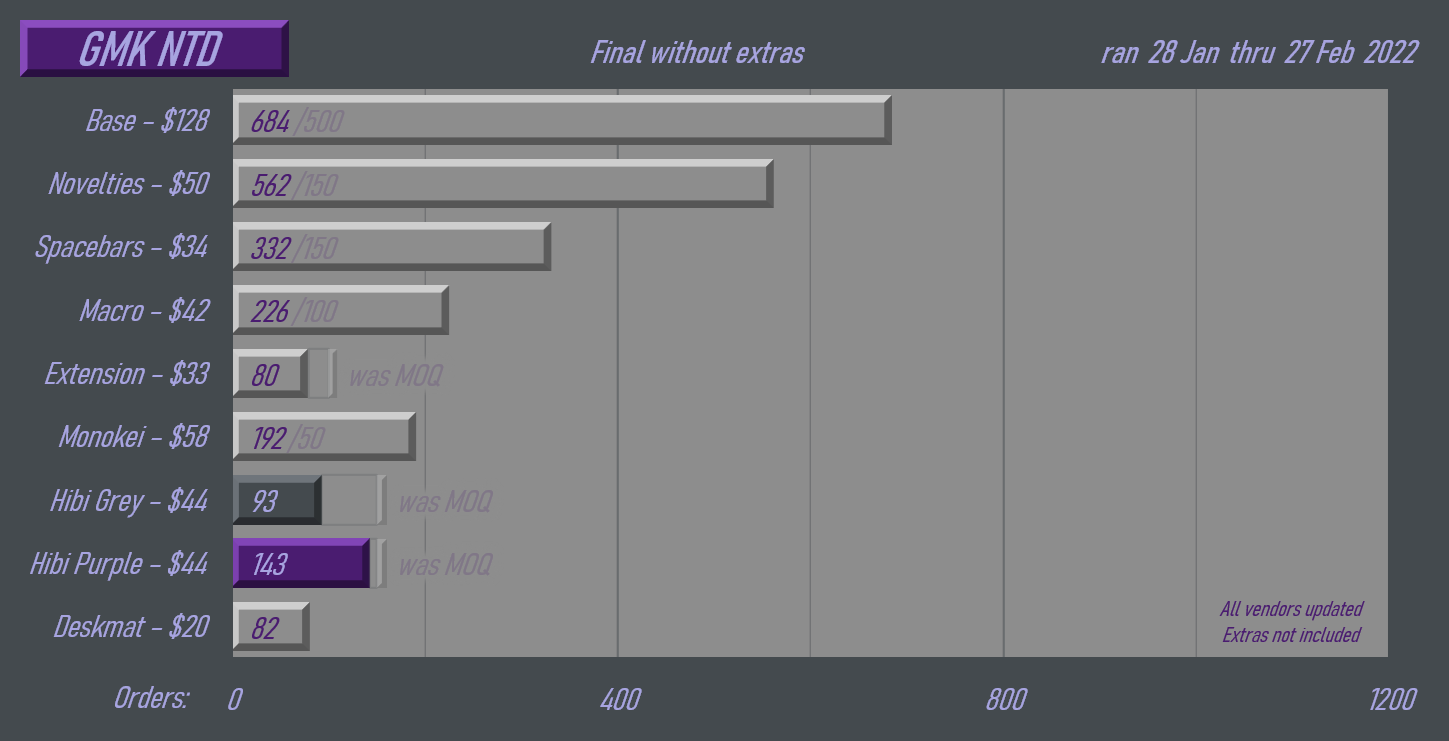 GMK NTD
Final without extras
ran 28 Jan thru 27 Feb 2022
Base – $128
684 /500
Novelties – $50
562 /150
Spacebars – $34
332 /150
Macro – $42
226 /100
Extension – $33
80
was MOQ
Monokei – $58
192 /50
Hibi Grey – $44
93
was MOQ
Hibi Purple – $44
143
was MOQ
Deskmat – $20
82
All vendors updated
Extras not included
Orders: 0 400 800 1200